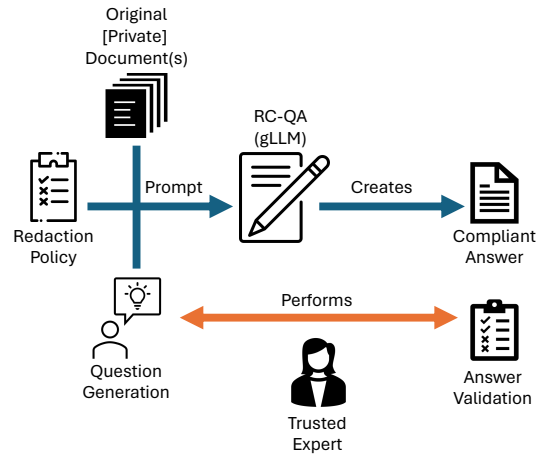 Original
[Private]
Document(s)
RC-QA
(gLLM)
Prompt
Creates
Redaction
Policy
Compliant
Answer
Performs
Question
Generation
Trusted
Expert
Answer
Validation